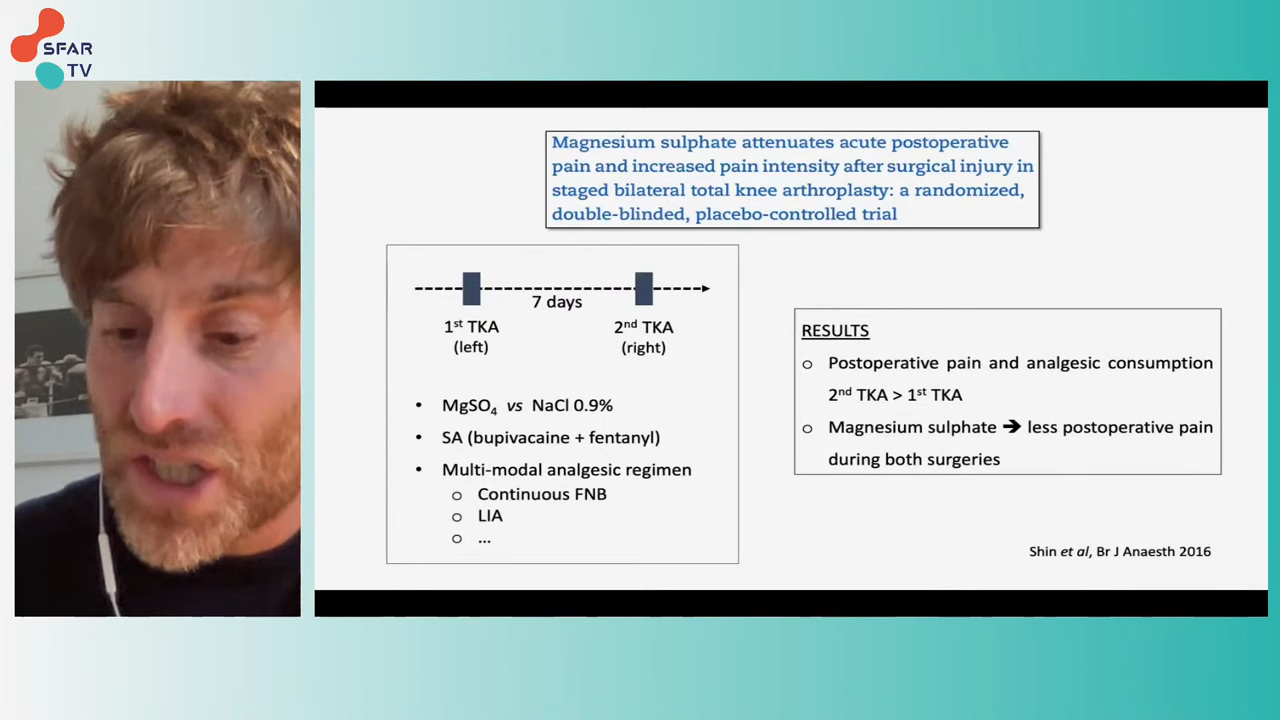 SFAR
TV
Magnesium sulphate attenuates acute postoperative
pain and increased pain intensity after surgical injury in
staged bilateral total knee arthroplasty: a randomized,
double-blinded, placebo-controlled trial
7 days
1st TKA
(left)
2nd TKA
(right)
• MgSO4 vs NaCl 0.9%
• SA (bupivacaine + fentanyl)
• Multi-modal analgesic regimen
o Continuous FNB
o LIA
o ...
RESULTS
o Postoperative pain and analgesic consumption
2nd TKA > 1st TKA
o Magnesium sulphate ➔ less postoperative pain
during both surgeries
Shin et al, Br J Anaesth 2016